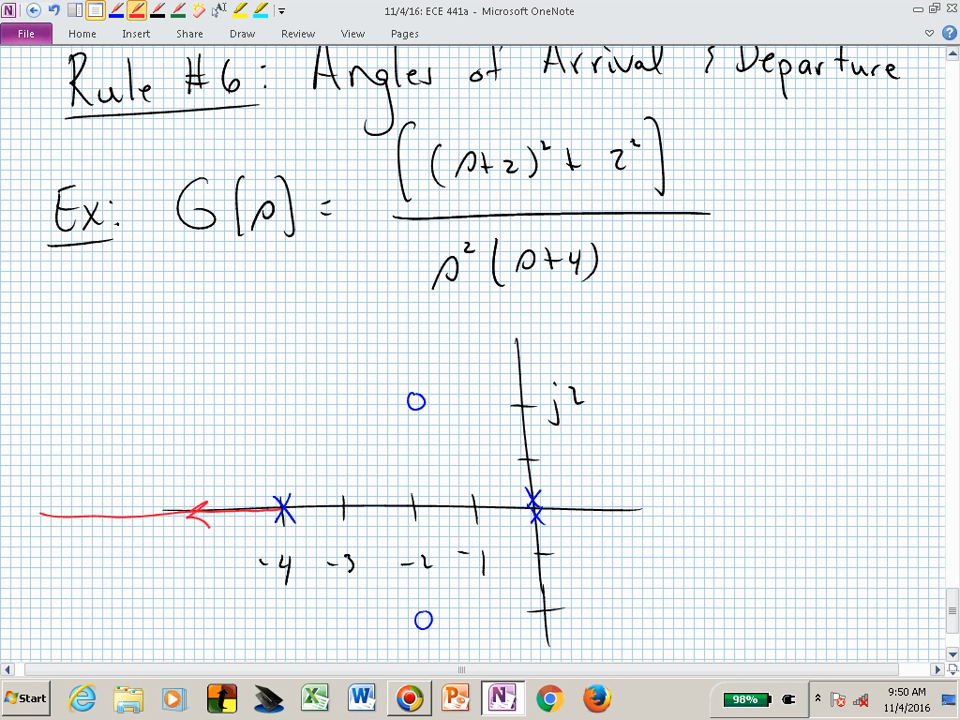 11/4/16: ECE 441a - Microsoft OneNote
File Home Insert Share Draw Review Pages
Rule #6: Angles of Arrival & Departure
Ex: G[s] = [(s+2)² + 2²]
s² (s+4)
j2
-4 -3 -2 -1
Start
98%
9:50 AM
11/4/2016